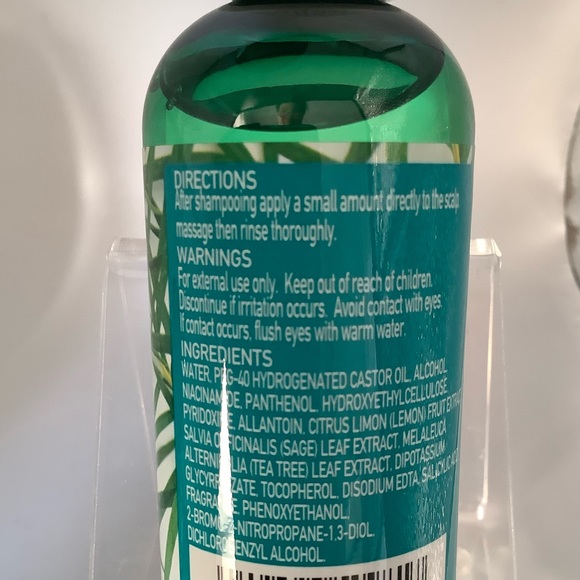 DIRECTIONS
After shampooing apply a small amount directly to the scalp
massage then rinse thoroughly.
WARNINGS
For external use only. Keep out of reach of children.
Discontinue if irritation occurs. Avoid contact with eyes
If contact occurs, flush eyes with warm water.
INGREDIENTS
WATER, PEG-40 HYDROGENATED CASTOR OIL, ALCOHOL,
NIACINAMIDE, PANTHENOL, HYDROXYETHYLCELLULOSE,
PYRIDOXINE, ALLANTOIN, CITRUS LIMON (LEMON) FRUIT EXTRACT,
SALVIA OFFICINALIS (SAGE) LEAF EXTRACT, MELALEUCA
ALTERNIFOLIA (TEA TREE) LEAF EXTRACT, DIPOTASSIUM
GLYCYRRHIZATE, TOCOPHEROL, DISODIUM EDTA, SALICYLIC ACID
FRAGRANCE, PHENOXYETHANOL,
2-BROMO-2-NITROPROPANE-1,3-DIOL,
DICHLOROBENZYL ALCOHOL.